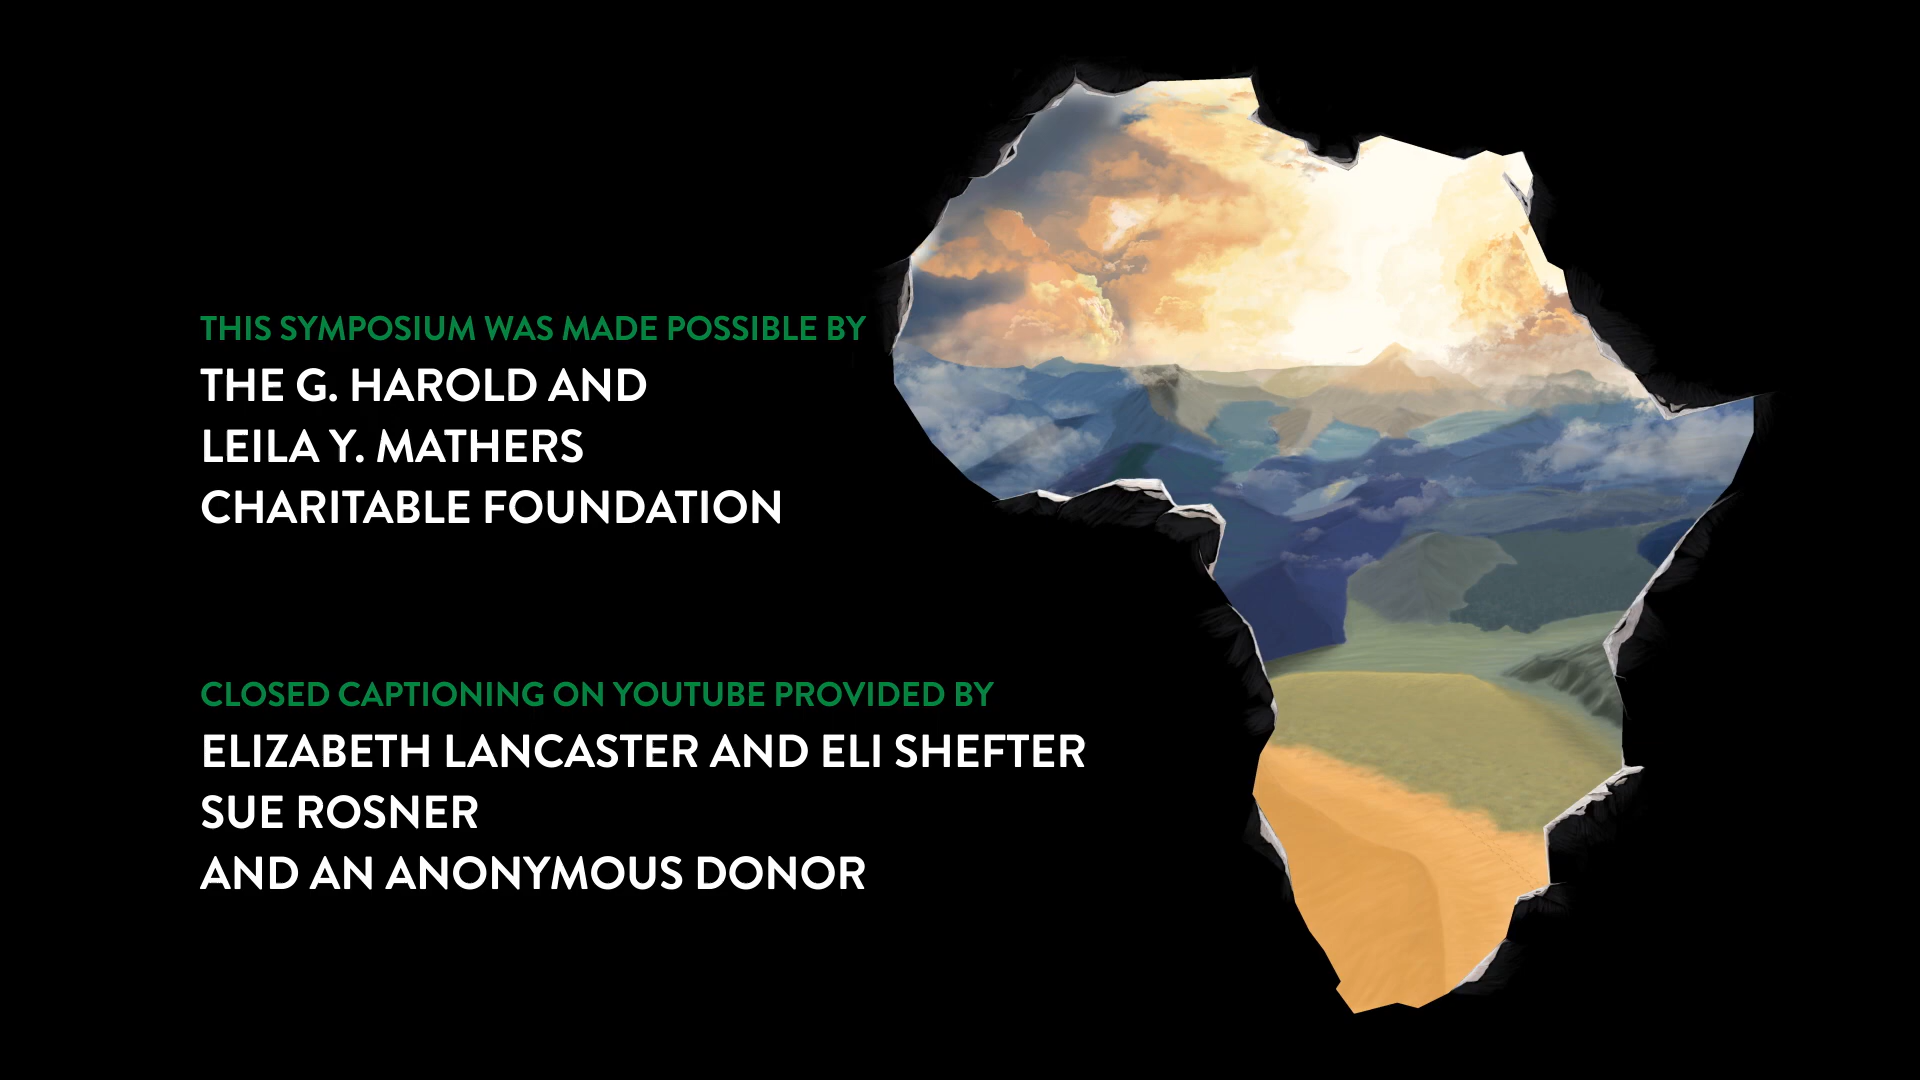 THIS SYMPOSIUM WAS MADE POSSIBLE BY
THE G. HAROLD AND
LEILA Y. MATHERS
CHARITABLE FOUNDATION
CLOSED CAPTIONING ON YOUTUBE PROVIDED BY
ELIZABETH LANCASTER AND ELI SHEFTER
SUE ROSNER
AND AN ANONYMOUS DONOR